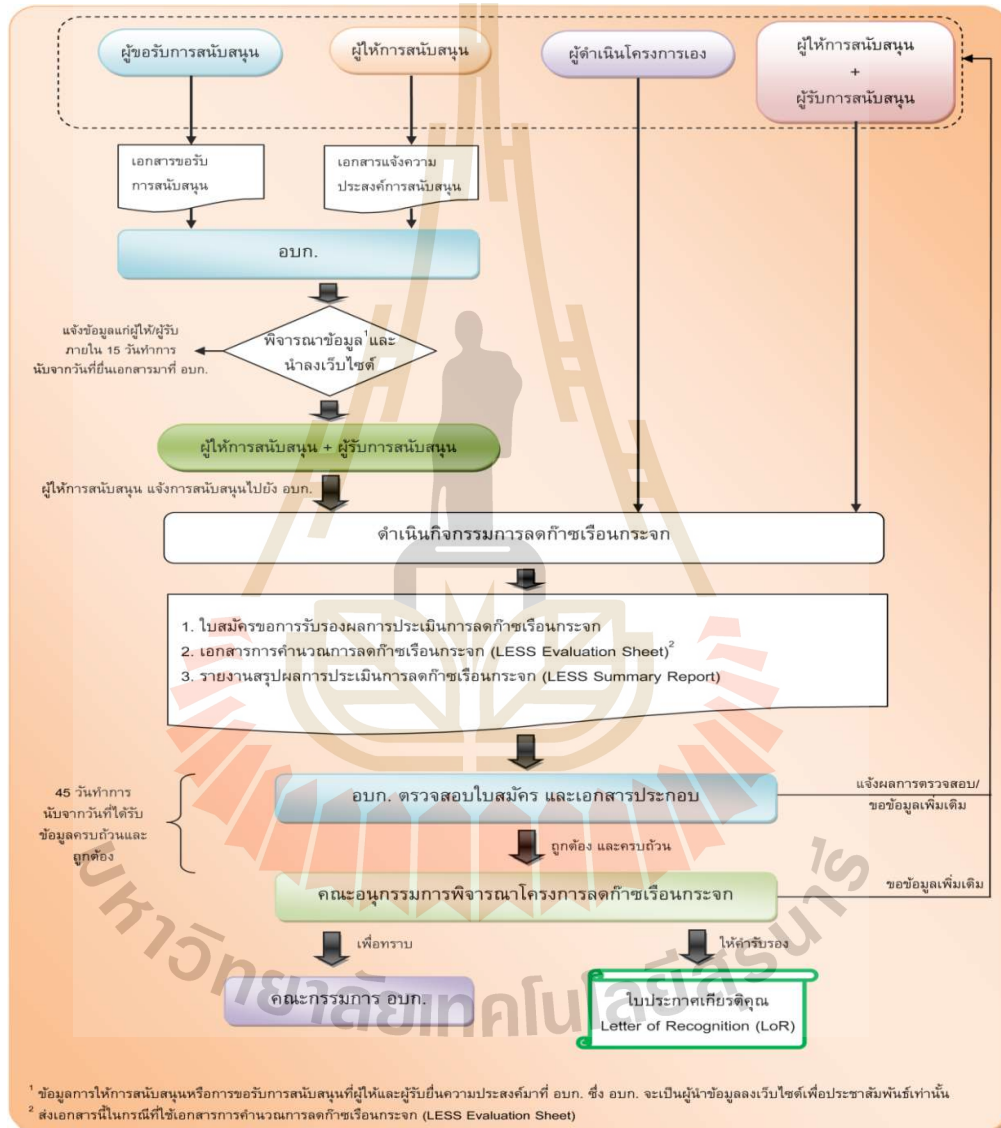 ผู้ขอรับการสนับสนุน
ผู้ให้การสนับสนุน
ผู้ดำเนินโครงการเอง
ผู้ให้การสนับสนุน
+
ผู้รับการสนับสนุน
เอกสารขอรับ
การสนับสนุน
เอกสารแจ้งความ
ประสงค์การสนับสนุน
อบก.
แจ้งข้อมูลแก่ผู้ให้/ผู้รับ
ภายใน 15 วันทำการ
นับจากวันที่ยื่นเอกสารมาที่ อบก.
พิจารณาข้อมูล¹และ
นำลงเว็บไซต์
ผู้ให้การสนับสนุน + ผู้รับการสนับสนุน
ผู้ให้การสนับสนุน แจ้งการสนับสนุนไปยัง อบก.
ดำเนินกิจกรรมการลดก๊าซเรือนกระจก
1. ใบสมัครขอการรับรองผลการประเมินการลดก๊าซเรือนกระจก
2. เอกสารการคำนวณการลดก๊าซเรือนกระจก (LESS Evaluation Sheet)²
3. รายงานสรุปผลการประเมินการลดก๊าซเรือนกระจก (LESS Summary Report)
45 วันทำการ
นับจากวันที่ได้รับ
ข้อมูลครบถ้วนและ
ถูกต้อง
อบก. ตรวจสอบใบสมัคร และเอกสารประกอบ
แจ้งผลการตรวจสอบ/
ขอข้อมูลเพิ่มเติม
ถูกต้อง และครบถ้วน
คณะอนุกรรมการพิจารณาโครงการลดก๊าซเรือนกระจก
ขอข้อมูลเพิ่มเติม
เพื่อทราบ
ให้คำรับรอง
คณะกรรมการ อบก.
ใบประกาศเกียรติคุณ
Letter of Recognition (LoR)
มหาวิทยาลัยเทคโนโลยีสุรนารี
¹ ข้อมูลการให้การสนับสนุนหรือการขอรับการสนับสนุนที่ผู้ให้และผู้รับยื่นความประสงค์มาที่ อบก. ซึ่ง อบก. จะเป็นผู้นำข้อมูลลงเว็บไซต์เพื่อประชาสัมพันธ์เท่านั้น
² ส่งเอกสารนี้ในกรณีที่ใช้เอกสารการคำนวณการลดก๊าซเรือนกระจก (LESS Evaluation Sheet)